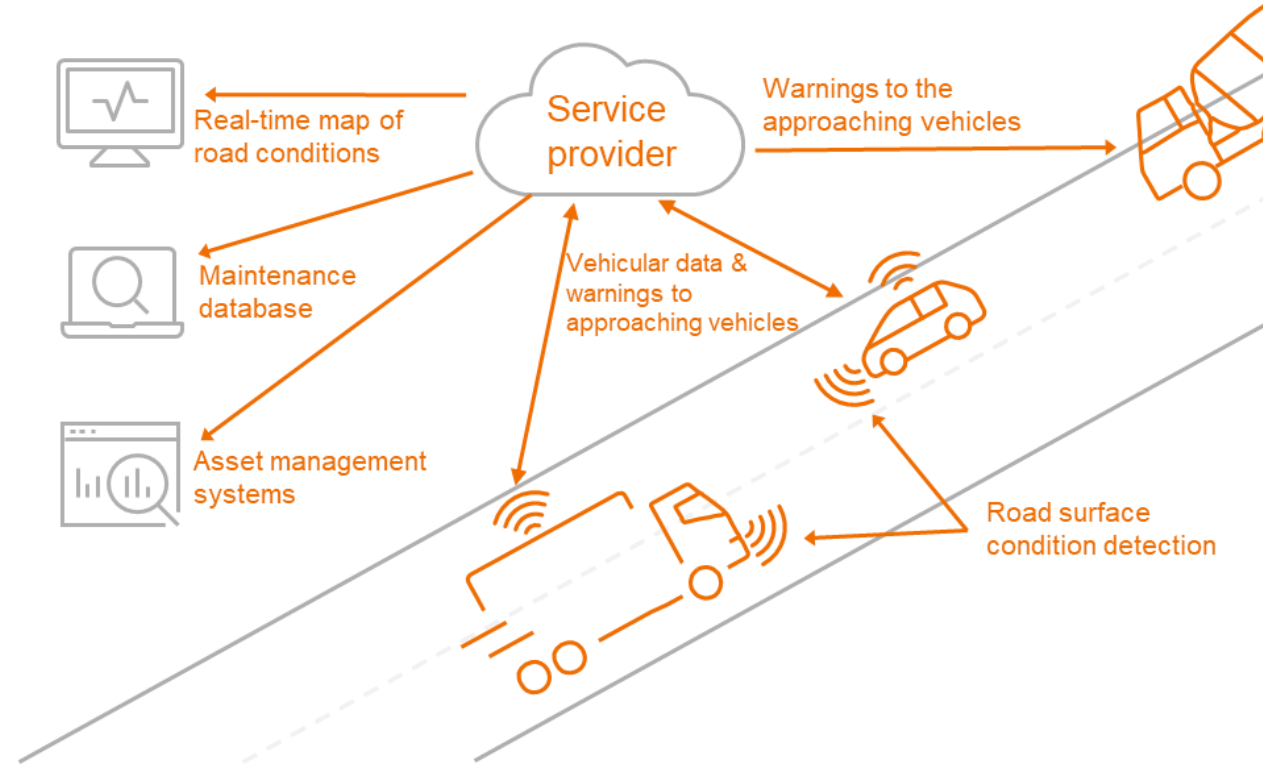 Service
provider
Warnings to the
approaching vehicles
Real-time map of
road conditions
Maintenance
database
Vehicular data &
warnings to
approaching vehicles
Asset management
systems
Road surface
condition detection